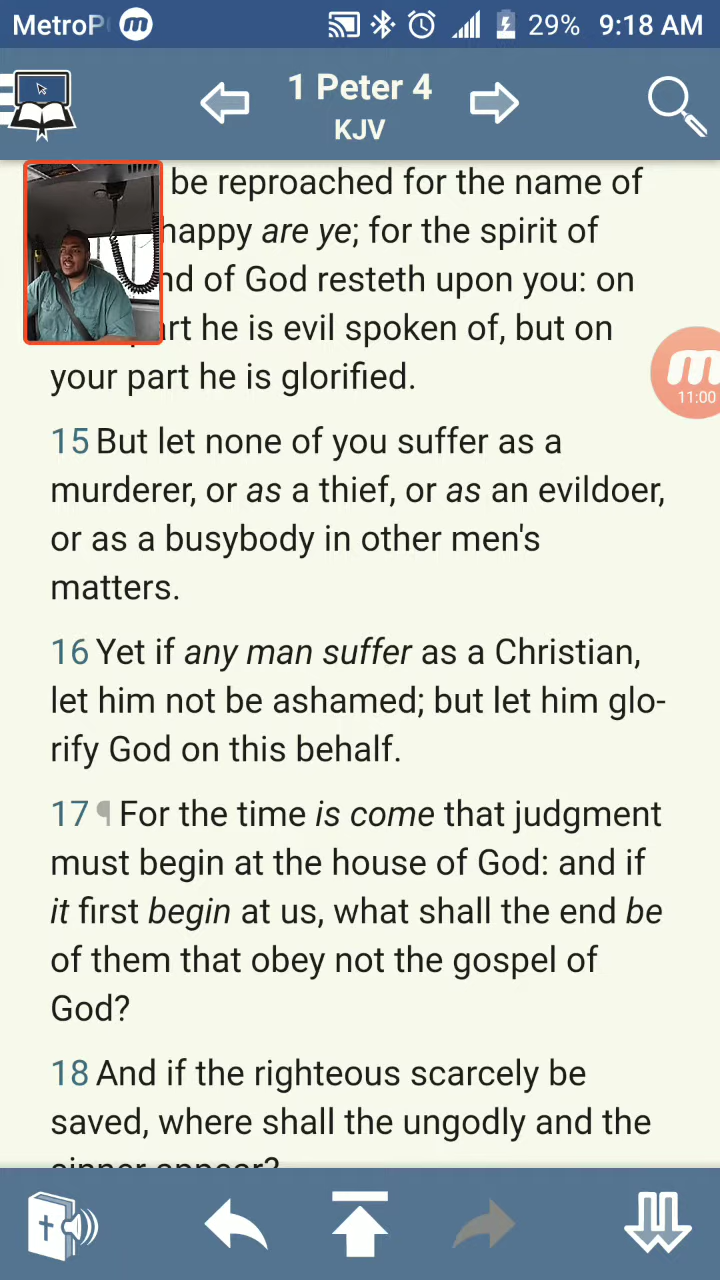 MetroP m 29% 9:18 AM
1 Peter 4
KJV
be reproached for the name of
happy are ye; for the spirit of
nd of God resteth upon you: on
art he is evil spoken of, but on
your part he is glorified.
m
11:00
15 But let none of you suffer as a
murderer, or as a thief, or as an evildoer,
or as a busybody in other men's
matters.
16 Yet if any man suffer as a Christian,
let him not be ashamed; but let him glo-
rify God on this behalf.
17 ¶ For the time is come that judgment
must begin at the house of God: and if
it first begin at us, what shall the end be
of them that obey not the gospel of
God?
18 And if the righteous scarcely be
saved, where shall the ungodly and the
sinner appear?